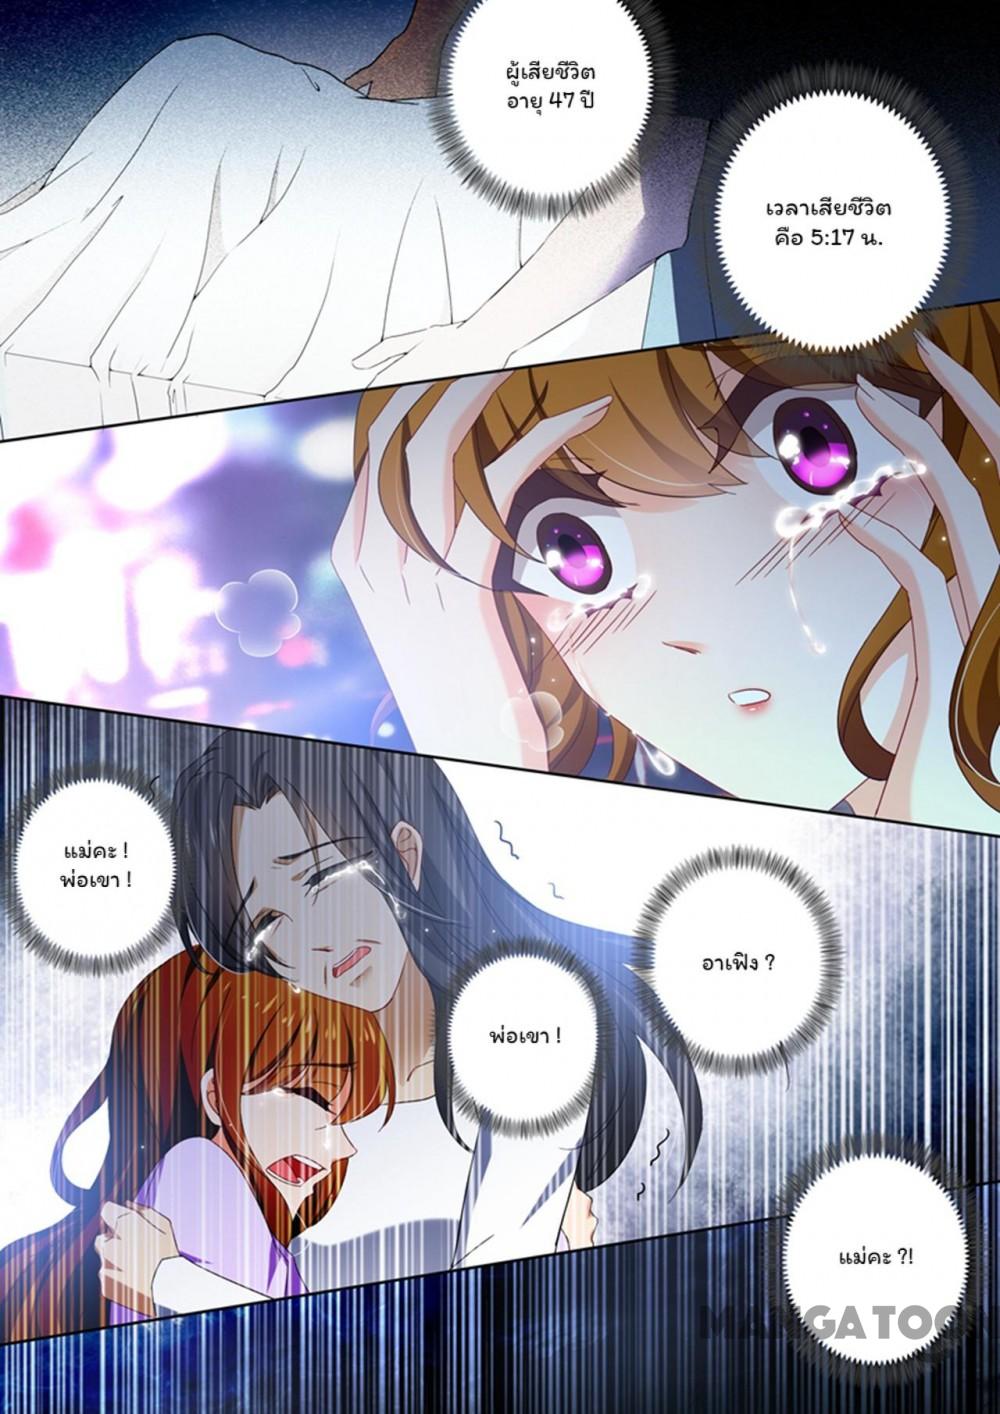 ผู้เสียชีวิต
อายุ 47 ปี
เวลาเสียชีวิต
คือ 5:17 น.
แม่คะ !
พ่อเขา !
อาเฟิง ?
พ่อเขา !
แม่คะ ?!
MANGATOON